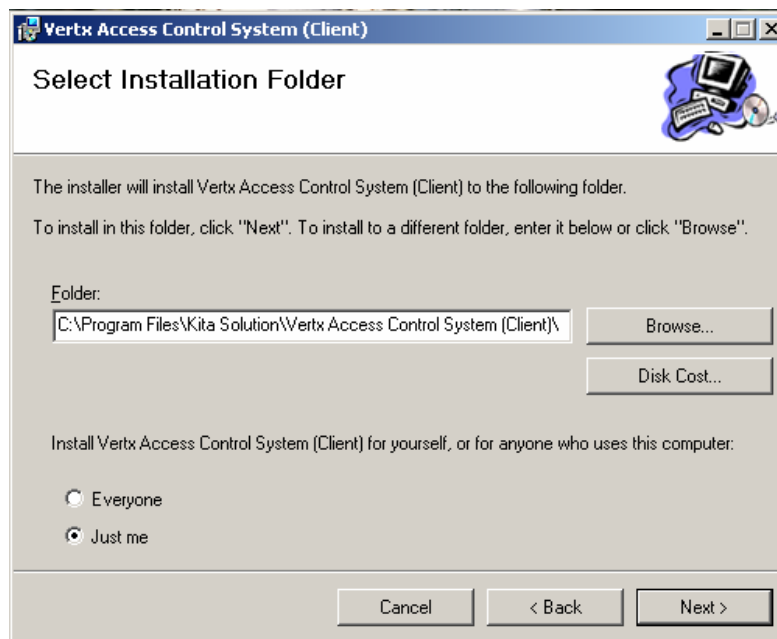 Vertx Access Control System (Client)
Select Installation Folder
The installer will install Vertx Access Control System (Client) to the following folder.
To install in this folder, click "Next". To install to a different folder, enter it below or click "Browse".
Folder:
C:\Program Files\Kita Solution\Vertx Access Control System (Client)\
Browse...
Disk Cost...
Install Vertx Access Control System (Client) for yourself, or for anyone who uses this computer:
Everyone
Just me
Cancel
< Back
Next >